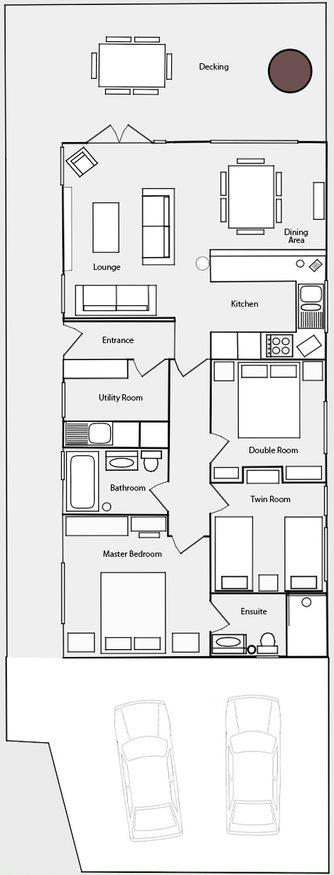 Decking
Dining
Area
Lounge
Kitchen
Entrance
Utility Room
Double Room
Bathroom
Twin Room
Master Bedroom
Ensuite